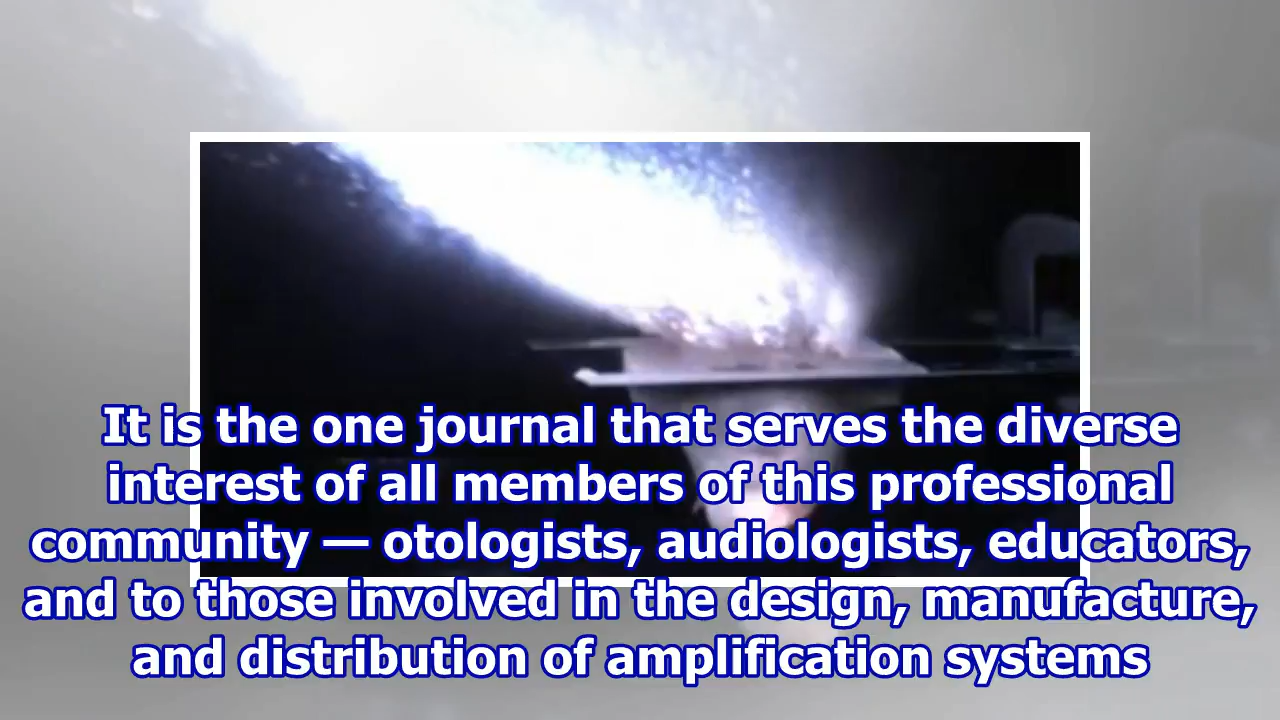 It is the one journal that serves the diverse
interest of all members of this professional
community — otologists, audiologists, educators,
and to those involved in the design, manufacture,
and distribution of amplification systems